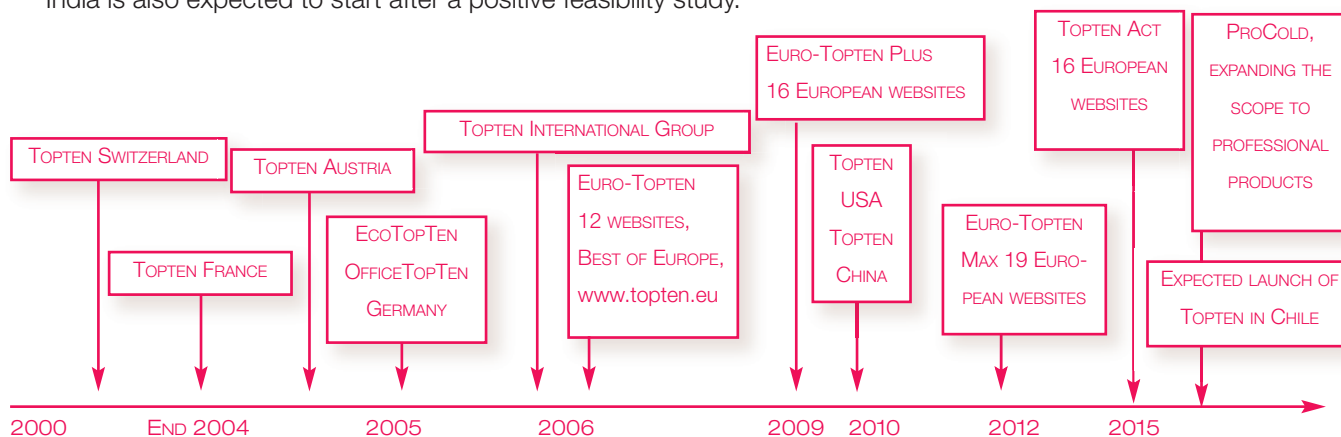 India is also expected to start after a positive feasibility study.
Topten Switzerland
Topten France
Topten Austria
EcoTopTen
OfficeTopTen
Germany
Topten International Group
Euro-Topten
12 websites,
Best of Europe,
www.topten.eu
Euro-Topten Plus
16 European websites
Topten
USA
Topten
China
Euro-Topten
Max 19 Euro-
pean websites
Topten Act
16 European
websites
ProCold,
expanding the
scope to
professional
products
Expected launch of
Topten in Chile
2000 End 2004 2005 2006 2009 2010 2012 2015